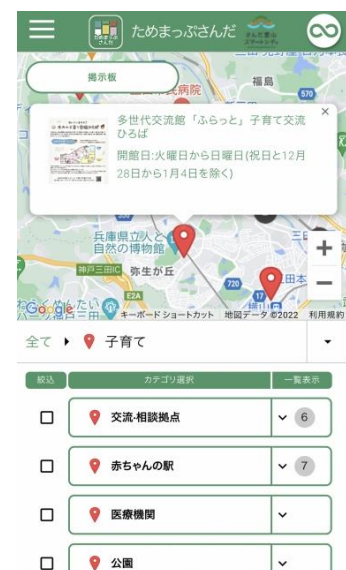 ためまっぷさんだ
掲示板
福島
570
多世代交流館「ふらっと」子育て交流
ひろば
開館日:火曜日から日曜日(祝日と12月
28日から1月4日を除く)
×
兵庫県立人と
自然の博物館
神戸三田IC
弥生が丘
720
17
E2A
+
−
Google
キーボード ショートカット
地図データ ©2022
利用規約
全て
子育て
絞込
カテゴリ選択
一覧表示
交流・相談拠点
6
赤ちゃんの駅
7
医療機関
公園